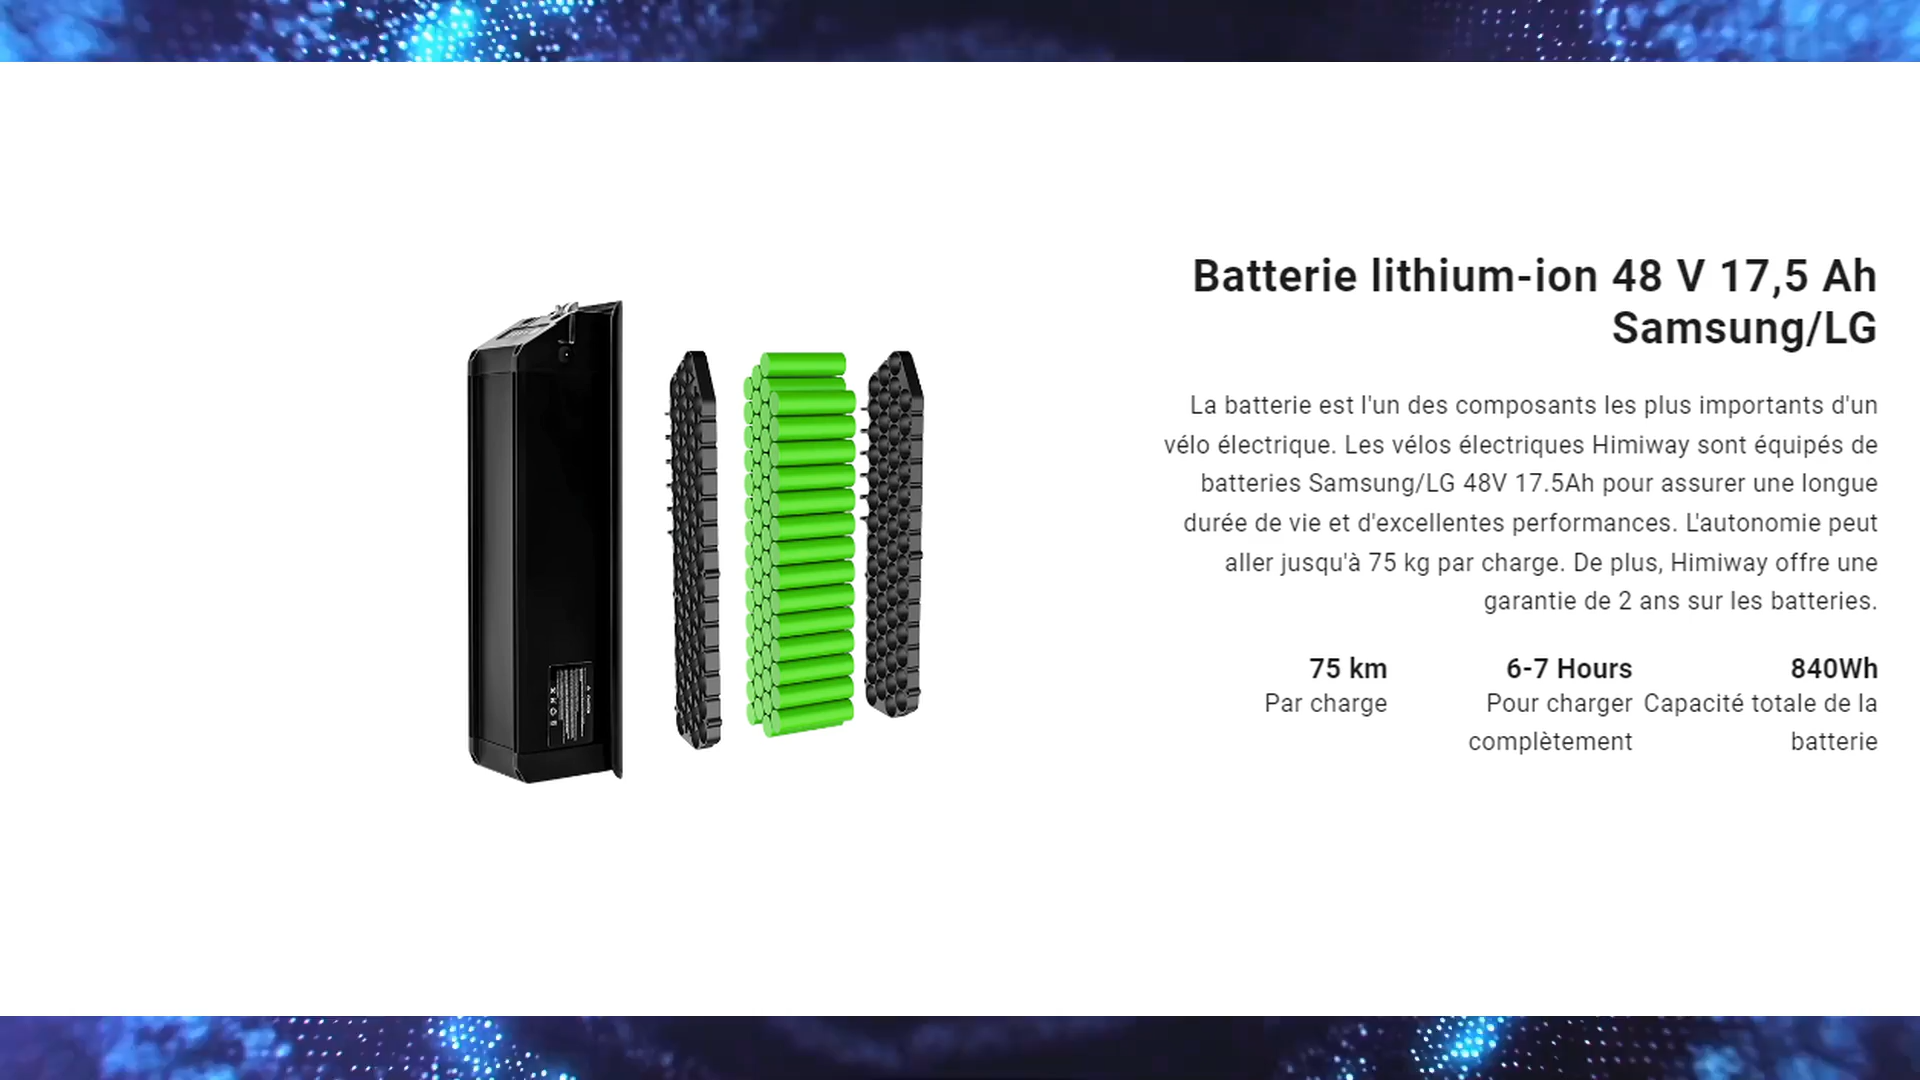 Batterie lithium-ion 48 V 17,5 Ah
Samsung/LG
La batterie est l'un des composants les plus importants d'un
vélo électrique. Les vélos électriques Himiway sont équipés de
batteries Samsung/LG 48V 17.5Ah pour assurer une longue
durée de vie et d'excellentes performances. L'autonomie peut
aller jusqu'à 75 kg par charge. De plus, Himiway offre une
garantie de 2 ans sur les batteries.
75 km
Par charge
6-7 Hours
Pour charger
complètement
840Wh
Capacité totale de la
batterie